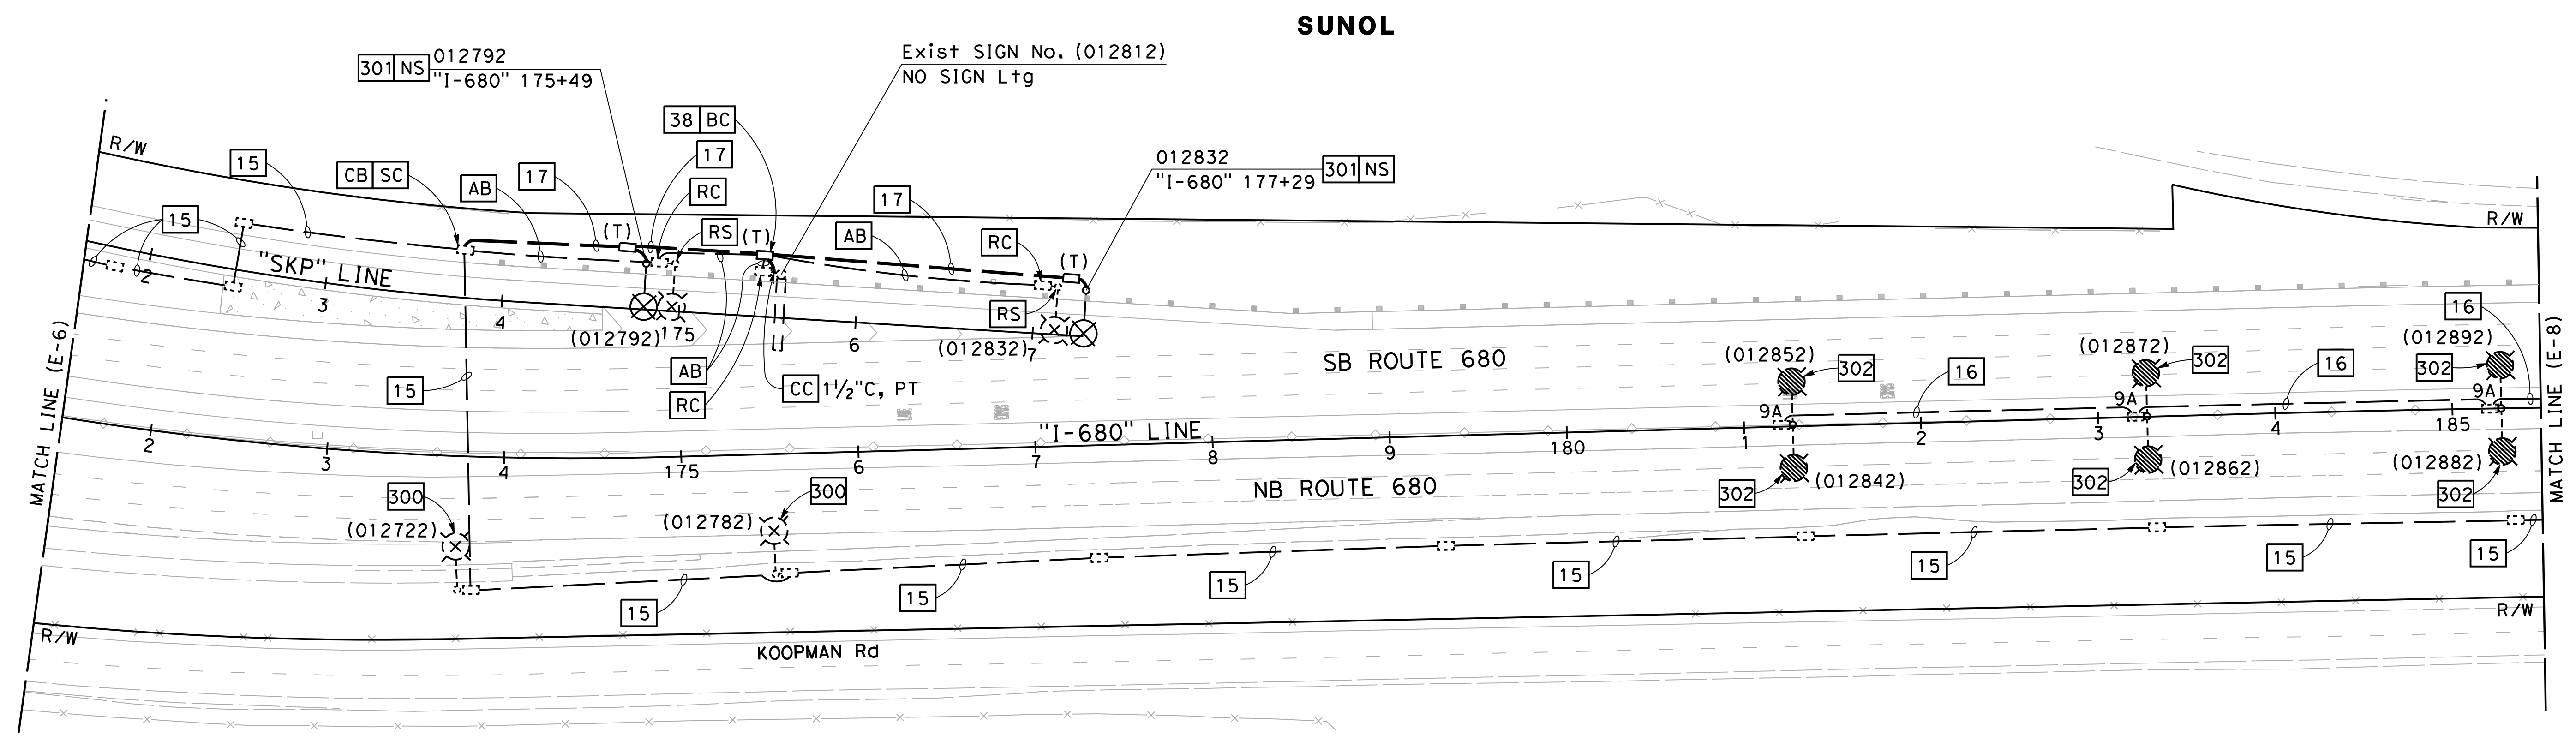 SUNOL
301 NS 012792
"I-680" 175+49
Exist SIGN No. (012812)
NO SIGN Ltg
38 BC
17
RC
012832
"I-680" 177+29 301 NS
R/W
15
CB SC
AB
17
15
(T)
RS
(T)
AB
17
RC
(T)
RS
R/W
"SKP" LINE
2
3
4
(012792)
175
6
(012832)
7
AB
RC
CC 1½"C, PT
15
MATCH LINE (E-6)
SB ROUTE 680
(012852)
302
16
(012872)
302
16
(012892)
302
16
9A
9A
9A
MATCH LINE (E-8)
"I-680" LINE
2
3
4
175
6
7
8
9
180
1
2
3
4
185
NB ROUTE 680
300
(012722)
300
(012782)
302
(012842)
302
(012862)
(012882)
302
15
15
15
15
15
15
15
R/W
R/W
KOOPMAN Rd